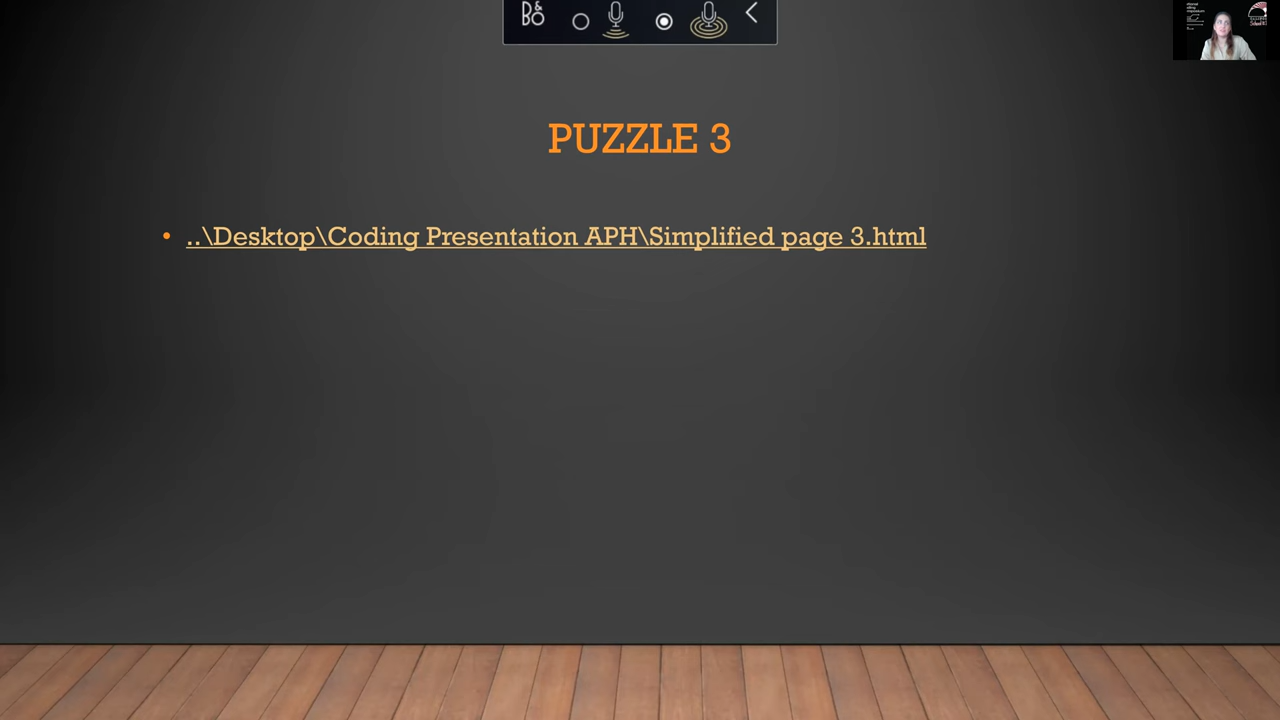 B&O
PUZZLE 3
• ..\Desktop\Coding Presentation APH\Simplified page 3.html